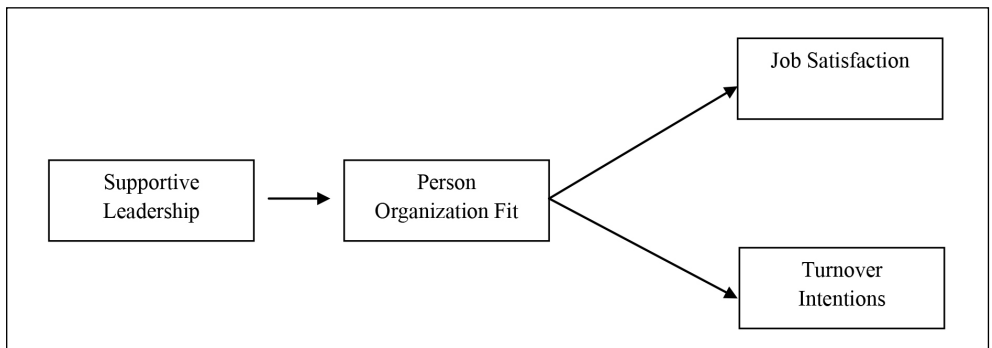 Job Satisfaction
Supportive
Leadership
Person
Organization Fit
Turnover
Intentions